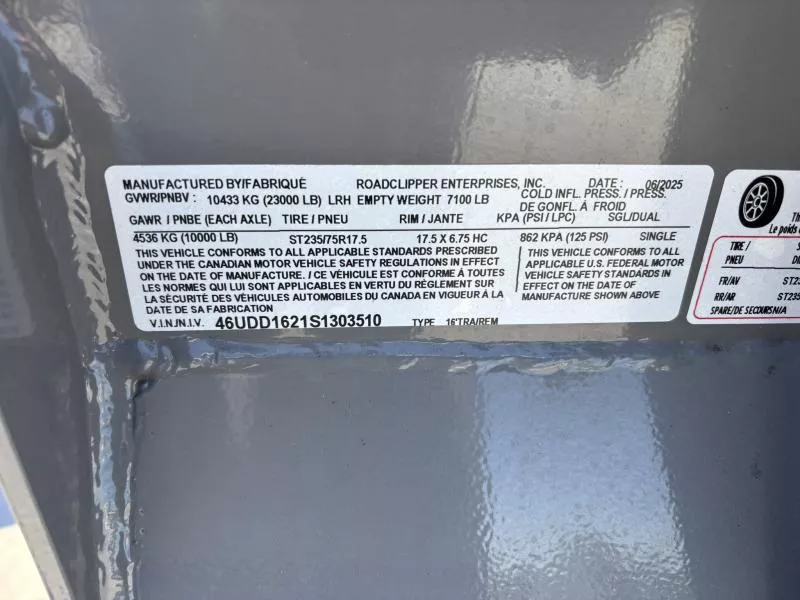 MANUFACTURED BY/FABRIQUÉ ROADCLIPPER ENTERPRISES, INC. DATE : 06/2025
GVWR/PNBV : 10433 KG (23000 LB) LRH EMPTY WEIGHT 7100 LB COLD INFL. PRESS. / PRESS.
DE GONFL. À FROID
GAWR / PNBE (EACH AXLE) TIRE / PNEU RIM / JANTE KPA (PSI / LPC) SGL/DUAL
4536 KG (10000 LB) ST235/75R17.5 17.5 X 6.75 HC 862 KPA (125 PSI) SINGLE
THIS VEHICLE CONFORMS TO ALL APPLICABLE STANDARDS PRESCRIBED
UNDER THE CANADIAN MOTOR VEHICLE SAFETY REGULATIONS IN EFFECT
ON THE DATE OF MANUFACTURE. / CE VÉHICULE EST CONFORME À TOUTES
LES NORMES QUI LUI SONT APPLICABLES EN VERTU DU RÈGLEMENT SUR
LA SÉCURITÉ DES VÉHICULES AUTOMOBILES DU CANADA EN VIGUEUR À LA
DATE DE SA FABRICATION
THIS VEHICLE CONFORMS TO ALL
APPLICABLE U.S. FEDERAL MOTOR
VEHICLE SAFETY STANDARDS IN
EFFECT ON THE DATE OF
MANUFACTURE SHOWN ABOVE
V.I.N./N.I.V. 46UDD1621S1303510 TYPE 16'TRA/REM
Le poids
TIRE /
PNEU
FR/AV
RR/AR
SPARE/DE SECOURS N/A